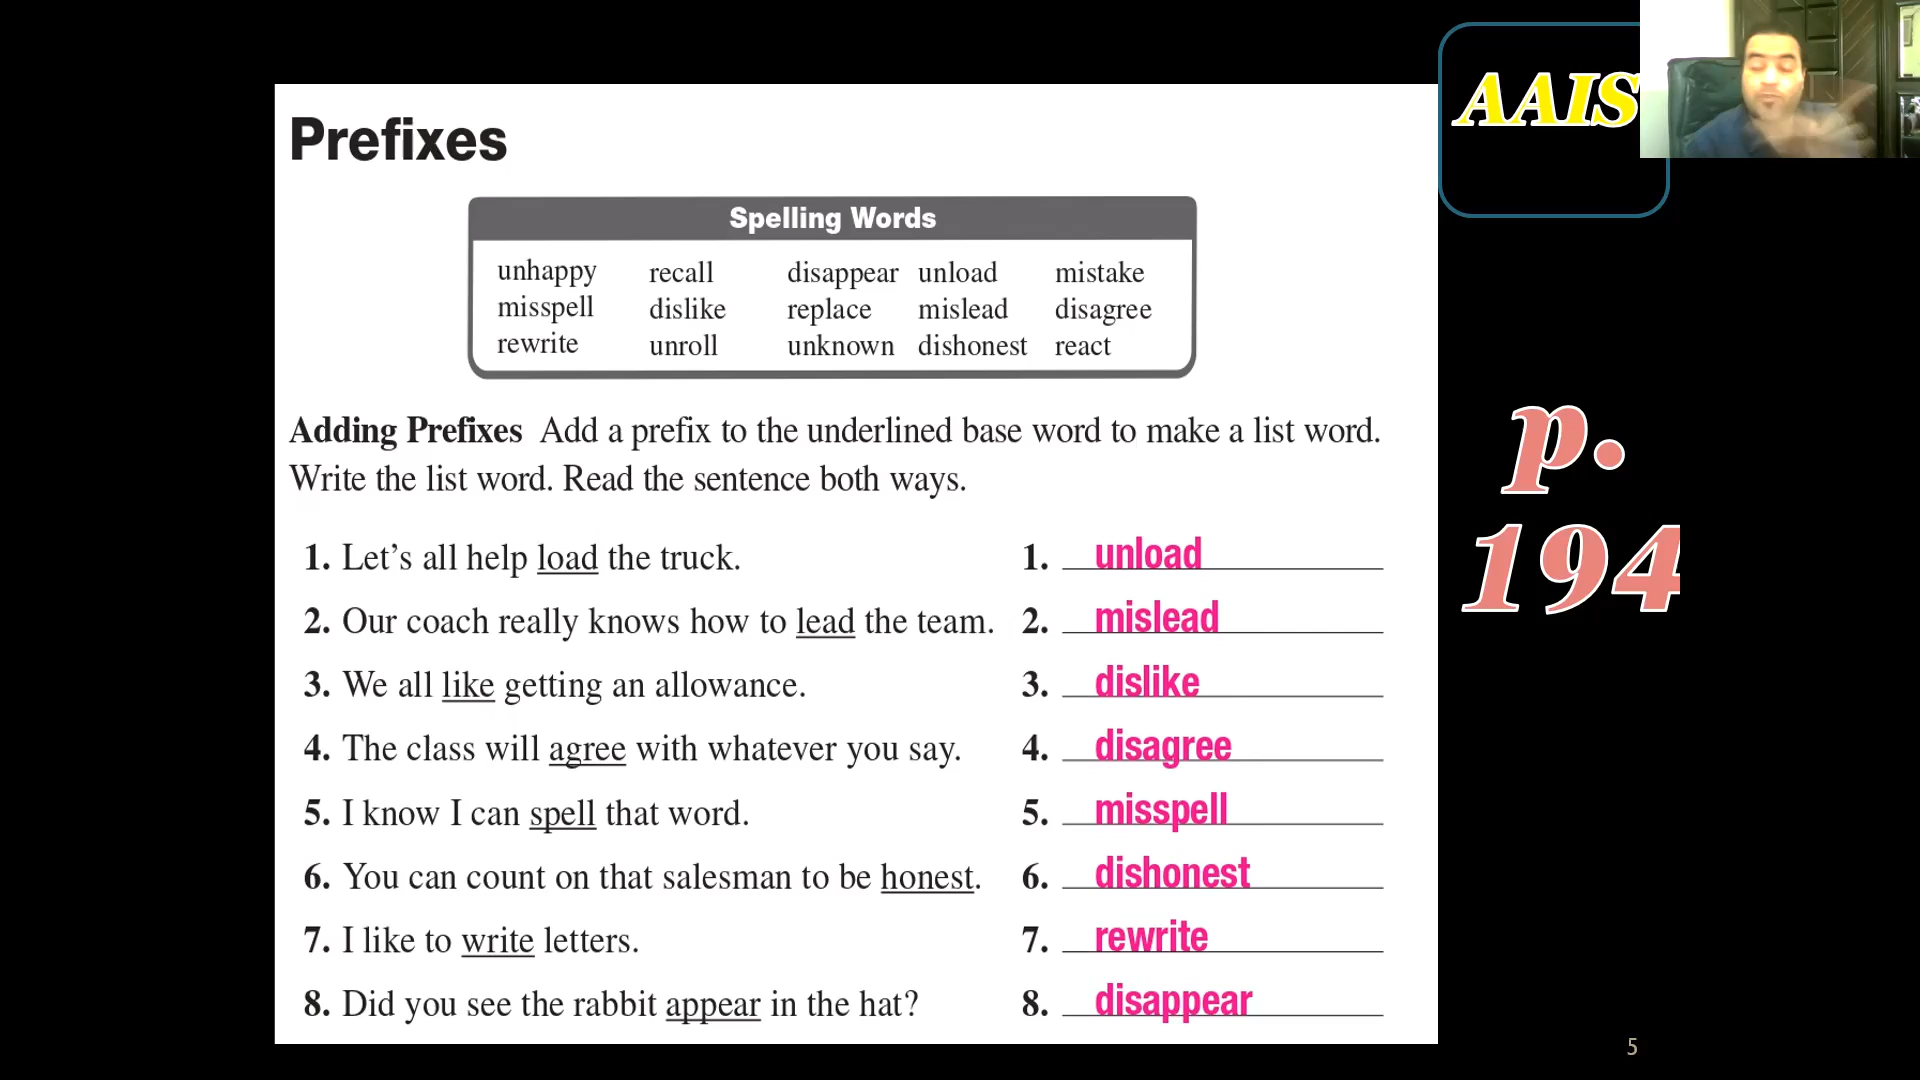 Prefixes
AAIS
Spelling Words
unhappy recall disappear unload mistake
misspell dislike replace mislead disagree
rewrite unroll unknown dishonest react
Adding Prefixes Add a prefix to the underlined base word to make a list word.
Write the list word. Read the sentence both ways.
p.
194
1. Let’s all help load the truck. 1. unload
2. Our coach really knows how to lead the team. 2. mislead
3. We all like getting an allowance. 3. dislike
4. The class will agree with whatever you say. 4. disagree
5. I know I can spell that word. 5. misspell
6. You can count on that salesman to be honest. 6. dishonest
7. I like to write letters. 7. rewrite
8. Did you see the rabbit appear in the hat? 8. disappear
5